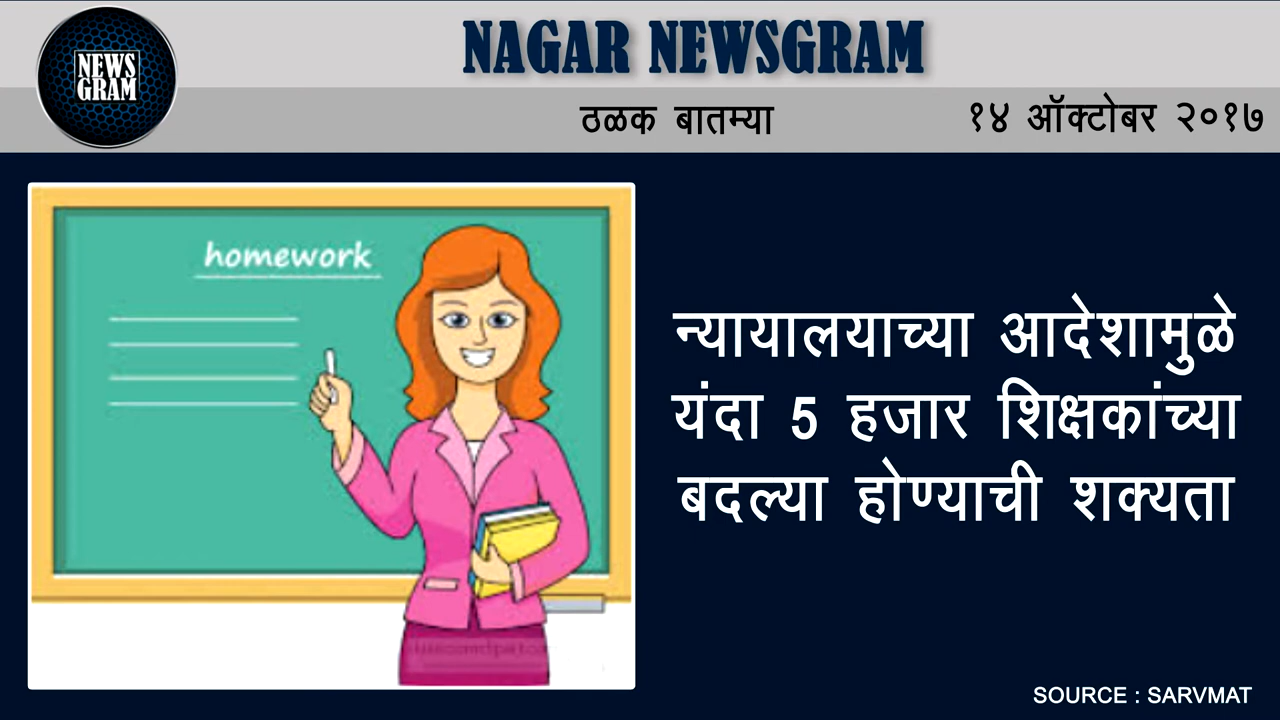 NEWS
GRAM
NAGAR NEWSGRAM
ठळक बातम्या
१४ ऑक्टोबर २०१७
homework
न्यायालयाच्या आदेशामुळे
यंदा 5 हजार शिक्षकांच्या
बदल्या होण्याची शक्यता
SOURCE : SARVMAT